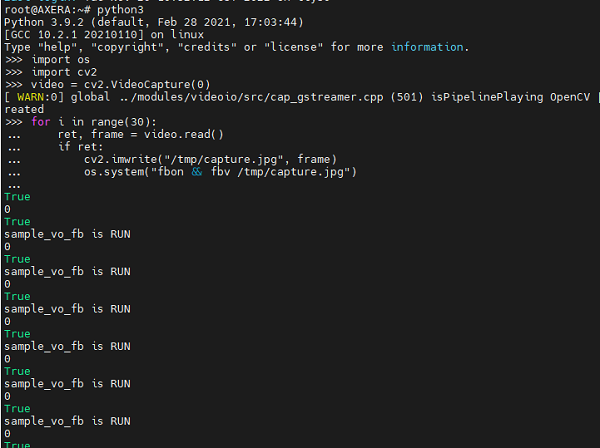 root@AXERA:~# python3
Python 3.9.2 (default, Feb 28 2021, 17:03:44)
[GCC 10.2.1 20210110] on linux
Type "help", "copyright", "credits" or "license" for more information.
>>> import os
>>> import cv2
>>> video = cv2.VideoCapture(0)
[ WARN:0] global ../modules/videoio/src/cap_gstreamer.cpp (501) isPipelinePlaying OpenCV |
reated
>>> for i in range(30):
...     ret, frame = video.read()
...     if ret:
...         cv2.imwrite("/tmp/capture.jpg", frame)
...         os.system("fbon && fbv /tmp/capture.jpg")
...
True
0
True
sample_vo_fb is RUN
0
True
sample_vo_fb is RUN
0
True
sample_vo_fb is RUN
0
True
sample_vo_fb is RUN
0
True
sample_vo_fb is RUN
0
True
sample_vo_fb is RUN
0
True